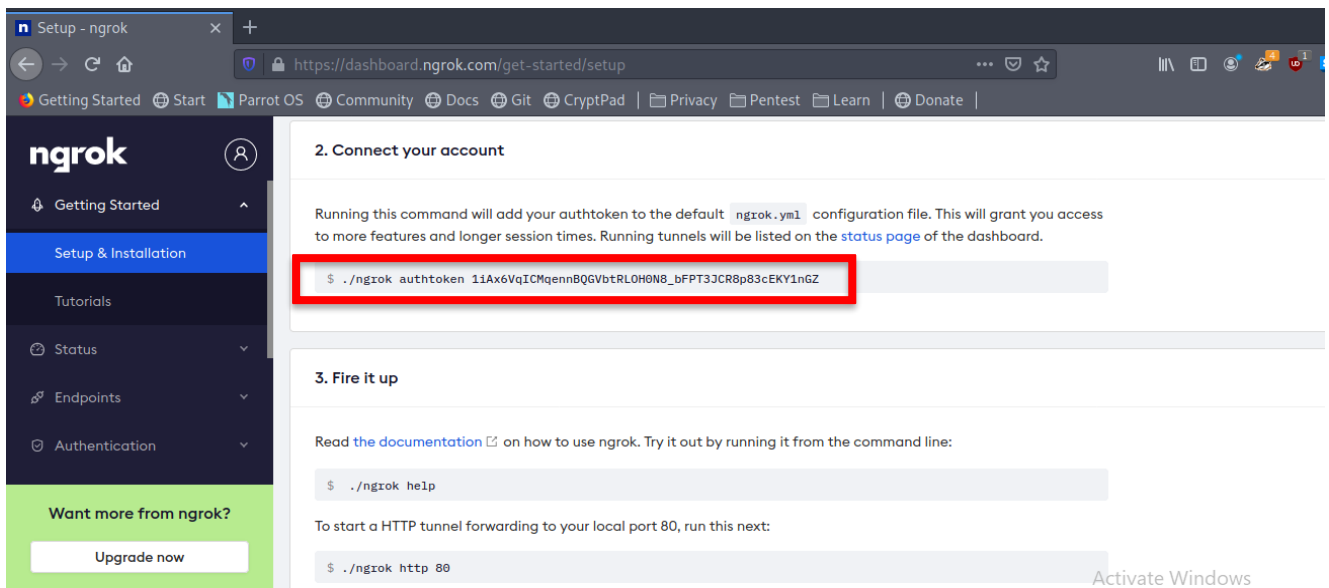 n Setup - ngrok
https://dashboard.ngrok.com/get-started/setup
4
1
Getting Started Start Parrot OS Community Docs Git CryptPad Privacy Pentest Learn Donate
ngrok
Getting Started
Setup & Installation
Tutorials
Status
Endpoints
Authentication
Want more from ngrok?
Upgrade now
2. Connect your account
Running this command will add your authtoken to the default ngrok.yml configuration file. This will grant you access
to more features and longer session times. Running tunnels will be listed on the status page of the dashboard.
$ ./ngrok authtoken 1iAx6VqICMqennBQGVbtRLOH0N8_bFPT3JCR8p83cEKY1nGZ
3. Fire it up
Read the documentation on how to use ngrok. Try it out by running it from the command line:
$ ./ngrok help
To start a HTTP tunnel forwarding to your local port 80, run this next:
$ ./ngrok http 80
Activate Windows